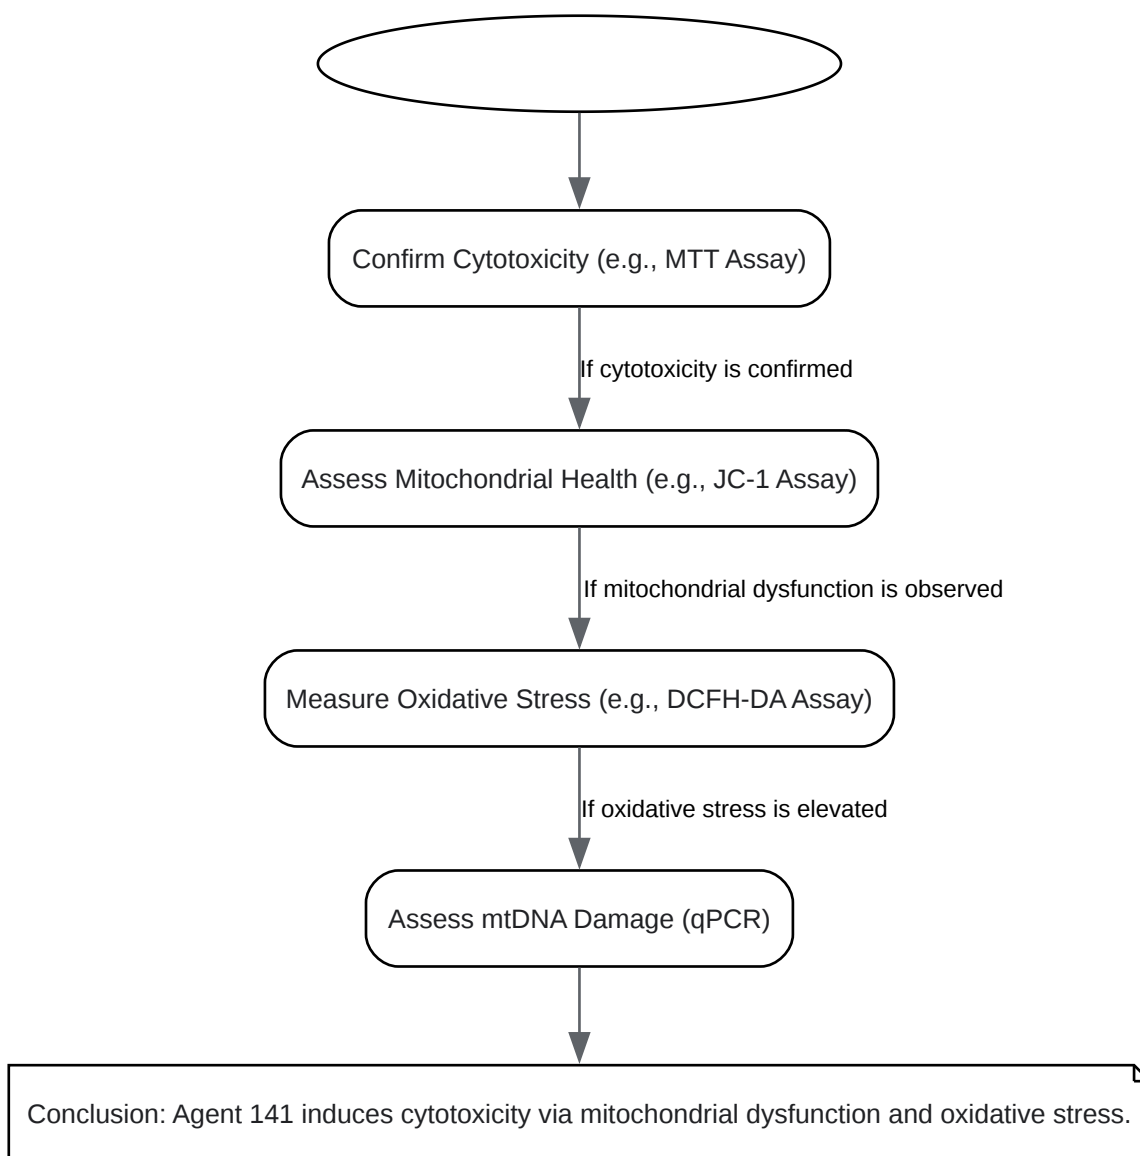 Confirm Cytotoxicity (e.g., MTT Assay)
If cytotoxicity is confirmed
Assess Mitochondrial Health (e.g., JC-1 Assay)
If mitochondrial dysfunction is observed
Measure Oxidative Stress (e.g., DCFH-DA Assay)
If oxidative stress is elevated
Assess mtDNA Damage (qPCR)
Conclusion: Agent 141 induces cytotoxicity via mitochondrial dysfunction and oxidative stress.